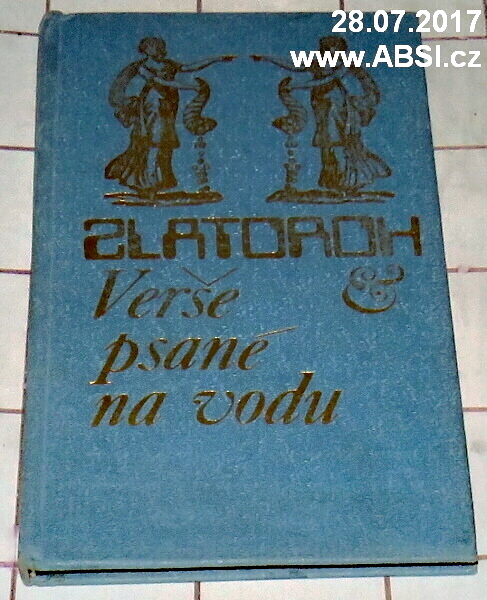 28.07.2017
www.ABSI.cz
ZLATOROH
&
Verše
psané
na vodu